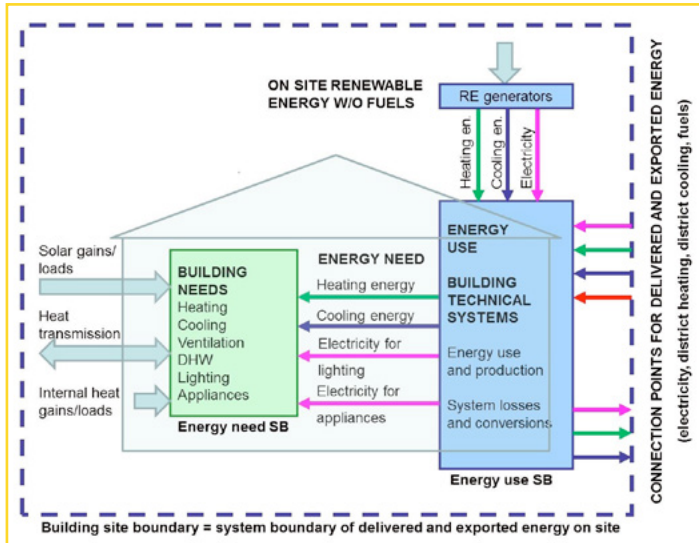 ON SITE RENEWABLE
ENERGY W/O FUELS
RE generators
Heating en.
Cooling en.
Electricity
Solar gains/
loads
Heat
transmission
Internal heat
gains/loads
BUILDING
NEEDS
Heating
Cooling
Ventilation
DHW
Lighting
Appliances
Energy need SB
ENERGY NEED
Heating energy
Cooling energy
Electricity for
lighting
Electricity for
appliances
ENERGY
USE
BUILDING
TECHNICAL
SYSTEMS
Energy use
and production
System losses
and conversions
Energy use SB
CONNECTION POINTS FOR DELIVERED AND EXPORTED ENERGY
(electricity, district heating, district cooling, fuels)
Building site boundary = system boundary of delivered and exported energy on site